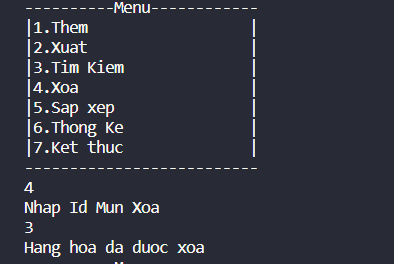 ----------Menu------------
|1.Them                  |
|2.Xuat                  |
|3.Tim Kiem              |
|4.Xoa                   |
|5.Sap xep               |
|6.Thong Ke              |
|7.Ket thuc              |
--------------------------
4
Nhap Id Mun Xoa
3
Hang hoa da duoc xoa